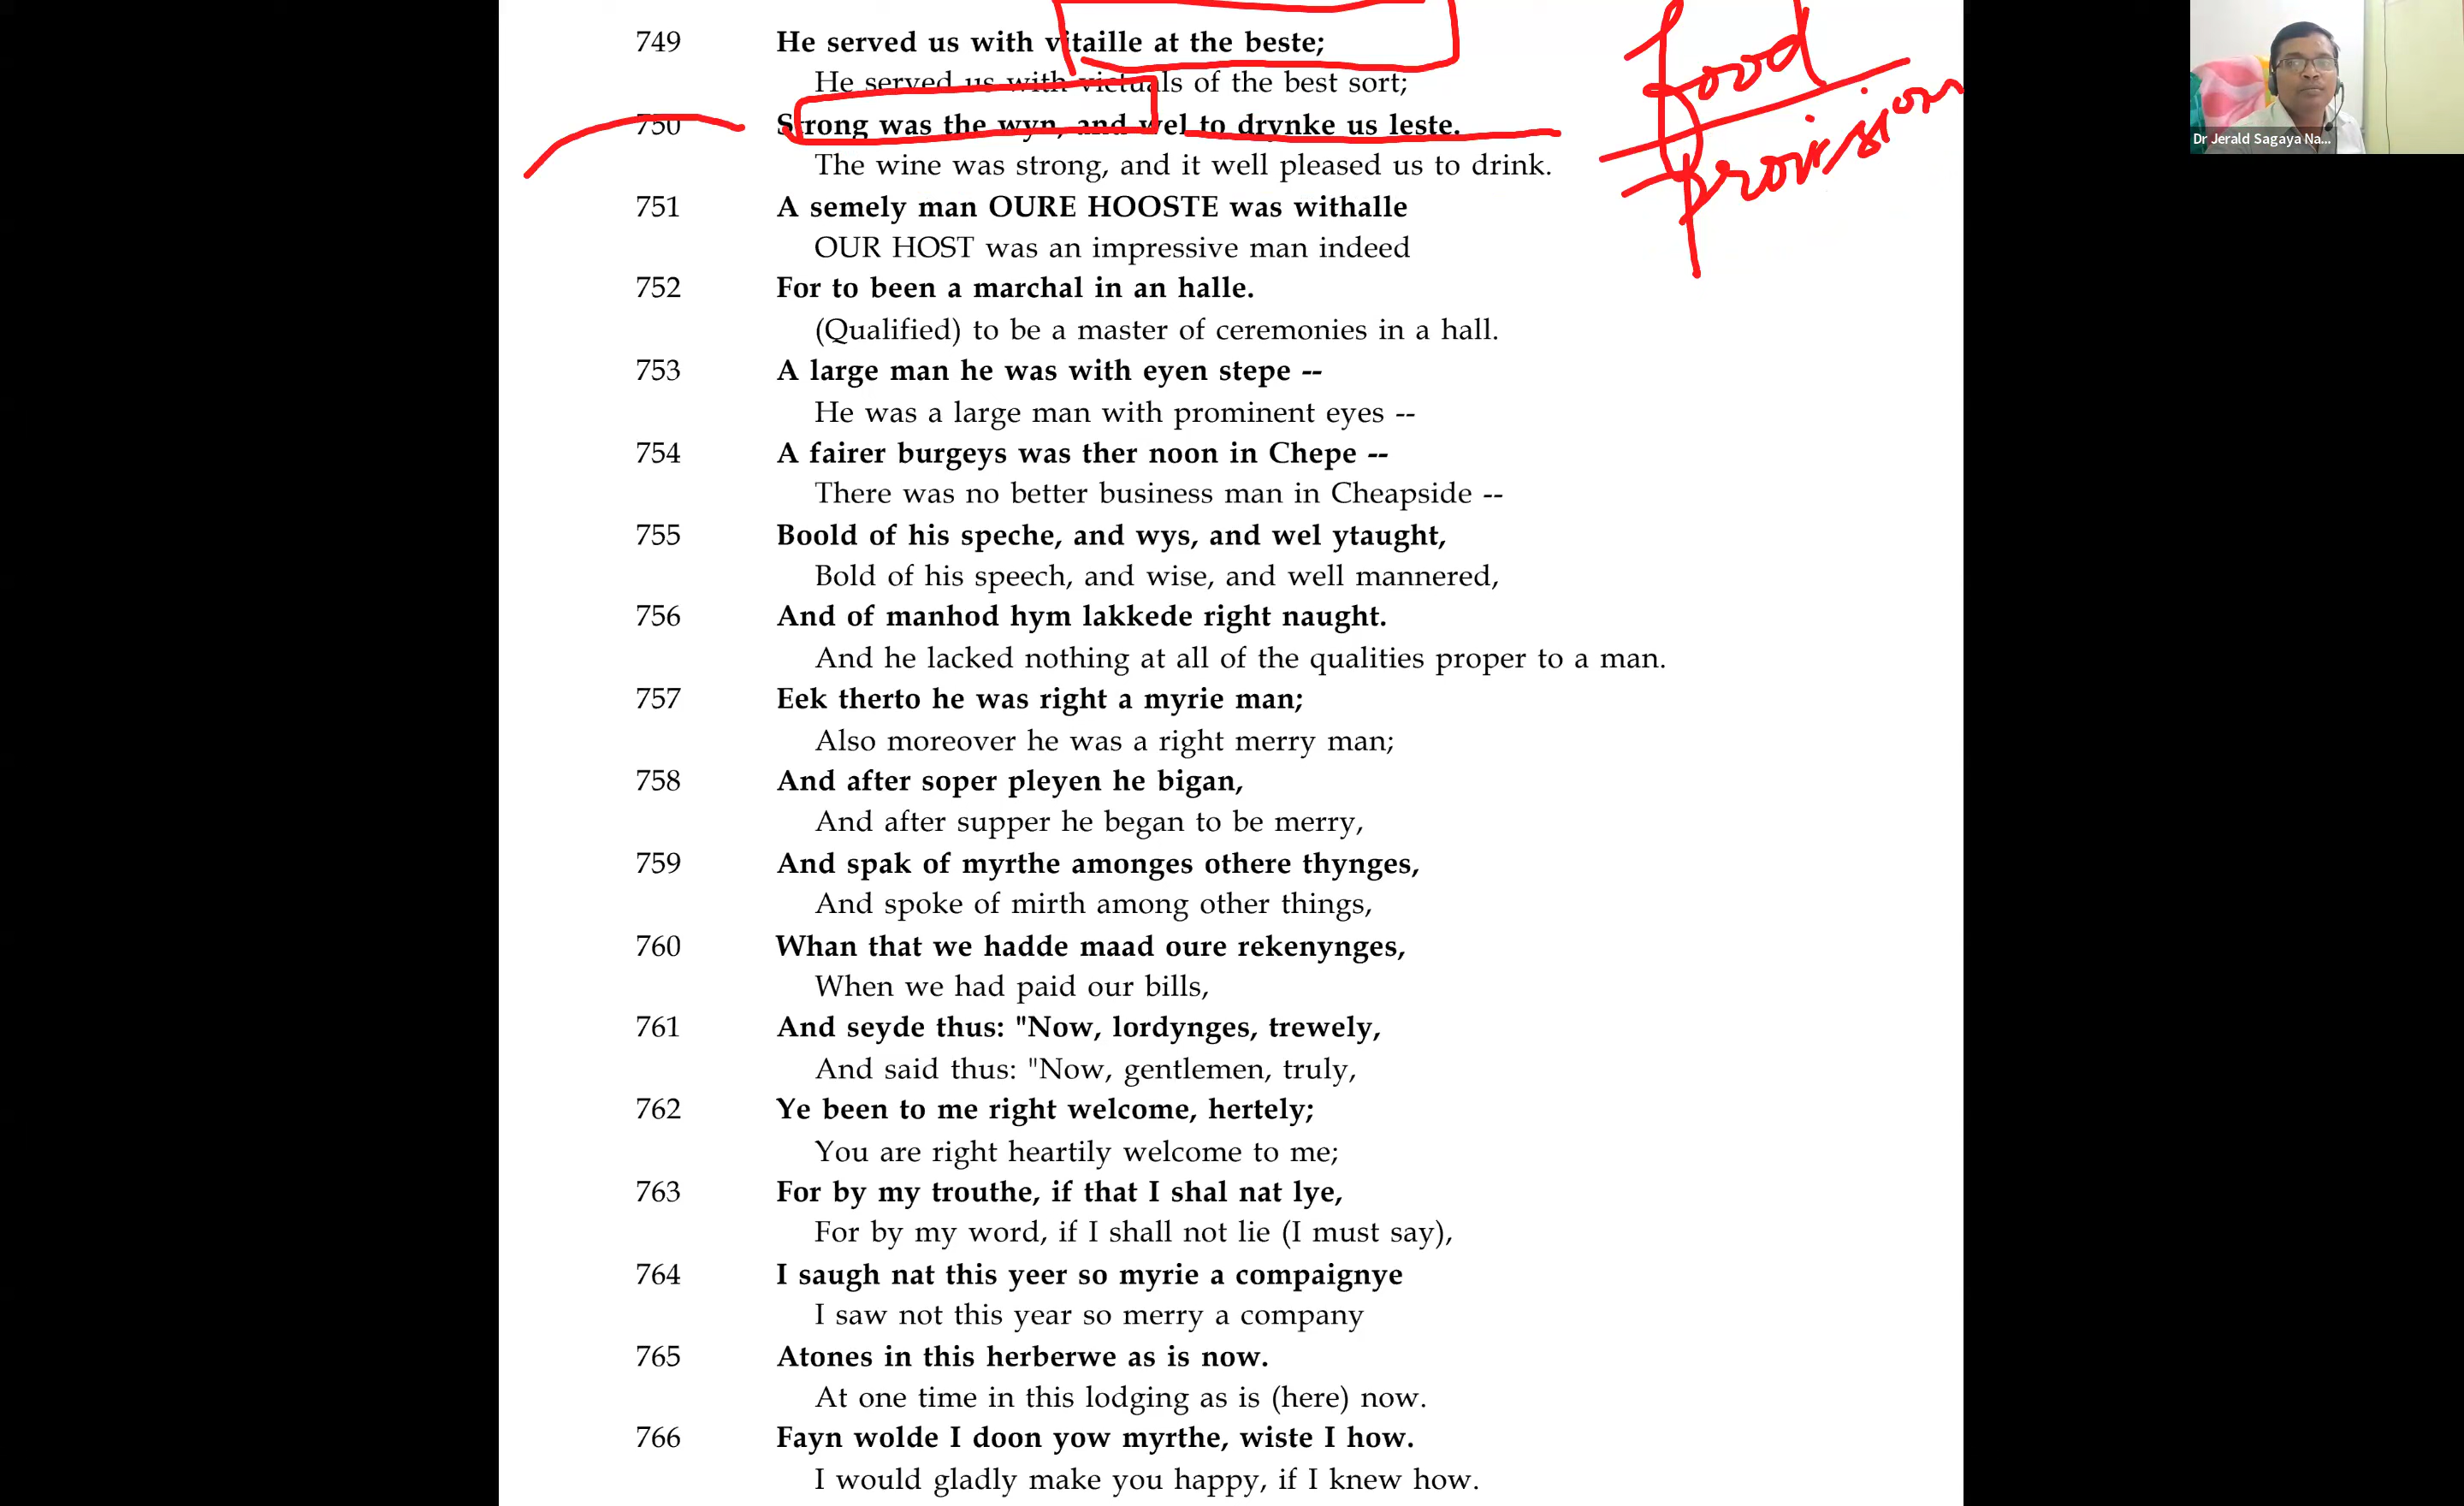 749 He served us with vitaille at the beste;
He served us with victuals of the best sort;
750 Strong was the wyn, and wel to drynke us leste.
The wine was strong, and it well pleased us to drink.
751 A semely man OURE HOOSTE was withalle
OUR HOST was an impressive man indeed
752 For to been a marchal in an halle.
(Qualified) to be a master of ceremonies in a hall.
753 A large man he was with eyen stepe --
He was a large man with prominent eyes --
754 A fairer burgeys was ther noon in Chepe --
There was no better business man in Cheapside --
755 Boold of his speche, and wys, and wel ytaught,
Bold of his speech, and wise, and well mannered,
756 And of manhod hym lakkede right naught.
And he lacked nothing at all of the qualities proper to a man.
757 Eek therto he was right a myrie man;
Also moreover he was a right merry man;
758 And after soper pleyen he bigan,
And after supper he began to be merry,
759 And spak of myrthe amonges othere thynges,
And spoke of mirth among other things,
760 Whan that we hadde maad oure rekenynges,
When we had paid our bills,
761 And seyde thus: "Now, lordynges, trewely,
And said thus: "Now, gentlemen, truly,
762 Ye been to me right welcome, hertely;
You are right heartily welcome to me;
763 For by my trouthe, if that I shal nat lye,
For by my word, if I shall not lie (I must say),
764 I saugh nat this yeer so myrie a compaignye
I saw not this year so merry a company
765 Atones in this herberwe as is now.
At one time in this lodging as is (here) now.
766 Fayn wolde I doon yow myrthe, wiste I how.
I would gladly make you happy, if I knew how.
food
provision
Dr Jerald Sagaya Na...